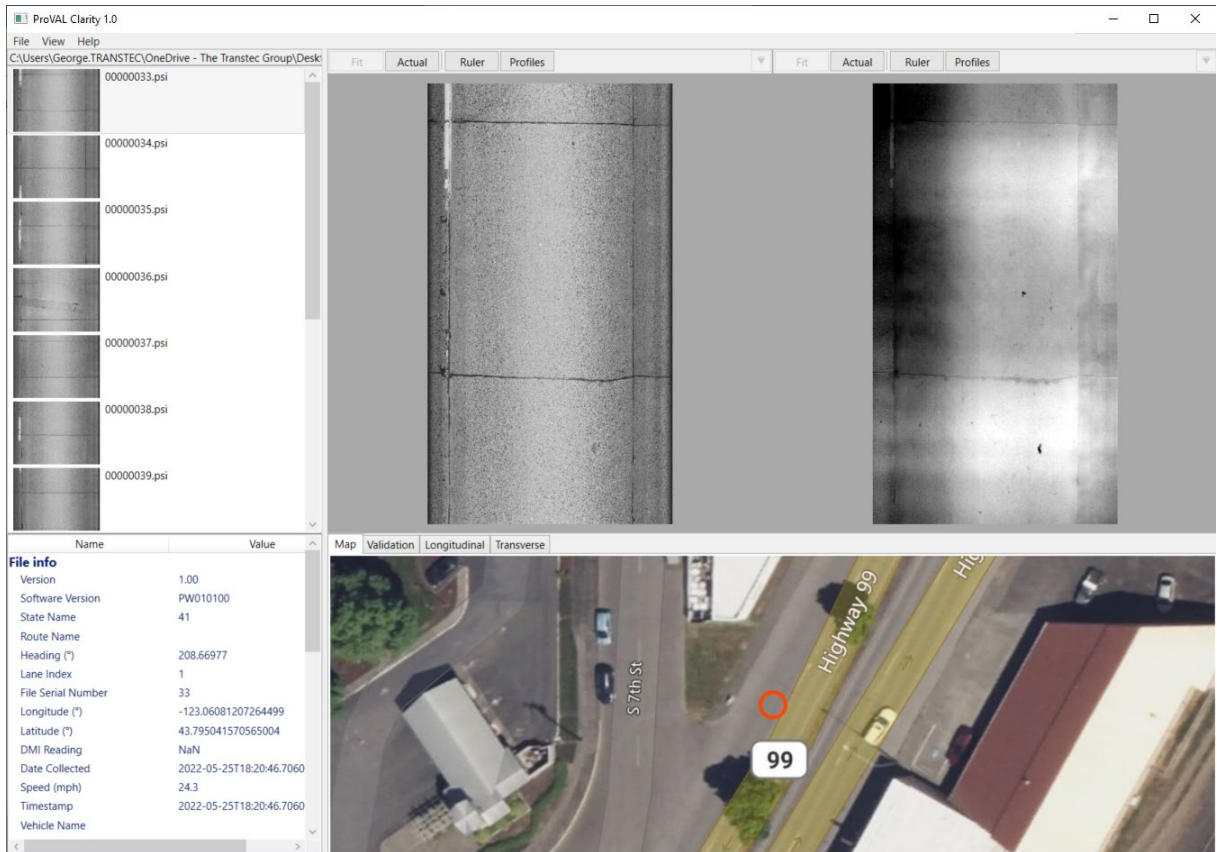 ProVAL Clarity 1.0
File View Help
C:\Users\George.TRANSTEC\OneDrive - The Transtec Group\Desk
00000033.psi
00000034.psi
00000035.psi
00000036.psi
00000037.psi
00000038.psi
00000039.psi
Fit Actual Ruler Profiles
Fit Actual Ruler Profiles
Name Value
File info
Version 1.00
Software Version PW010100
State Name 41
Route Name
Heading (°) 208.66977
Lane Index 1
File Serial Number 33
Longitude (°) -123.06081207264499
Latitude (°) 43.795041570565004
DMI Reading NaN
Date Collected 2022-05-25T18:20:46.7060
Speed (mph) 24.3
Timestamp 2022-05-25T18:20:46.7060
Vehicle Name
Map Validation Longitudinal Transverse
S 7th St
Highway 99
Hi
99